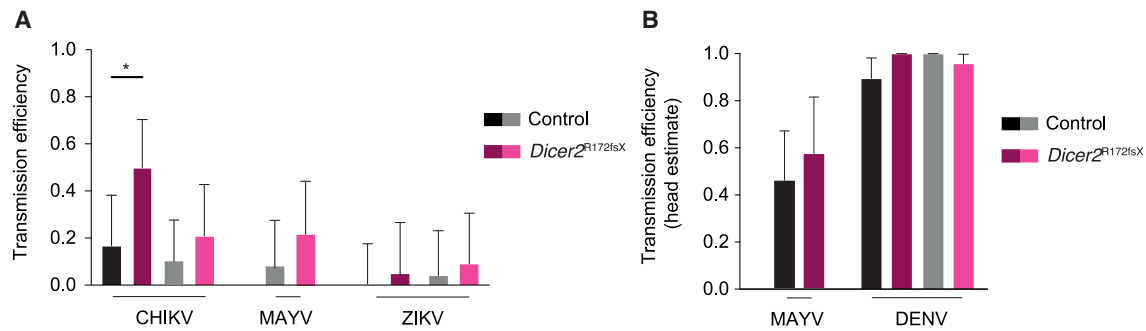 A
Transmission efficiency
1.0
0.8
0.6
0.4
0.2
0.0
*
CHIKV
MAYV
ZIKV
Control
Dicer2R172fsX
B
Transmission efficiency
(head estimate)
1.0
0.8
0.6
0.4
0.2
0.0
MAYV
DENV
Control
Dicer2R172fsX